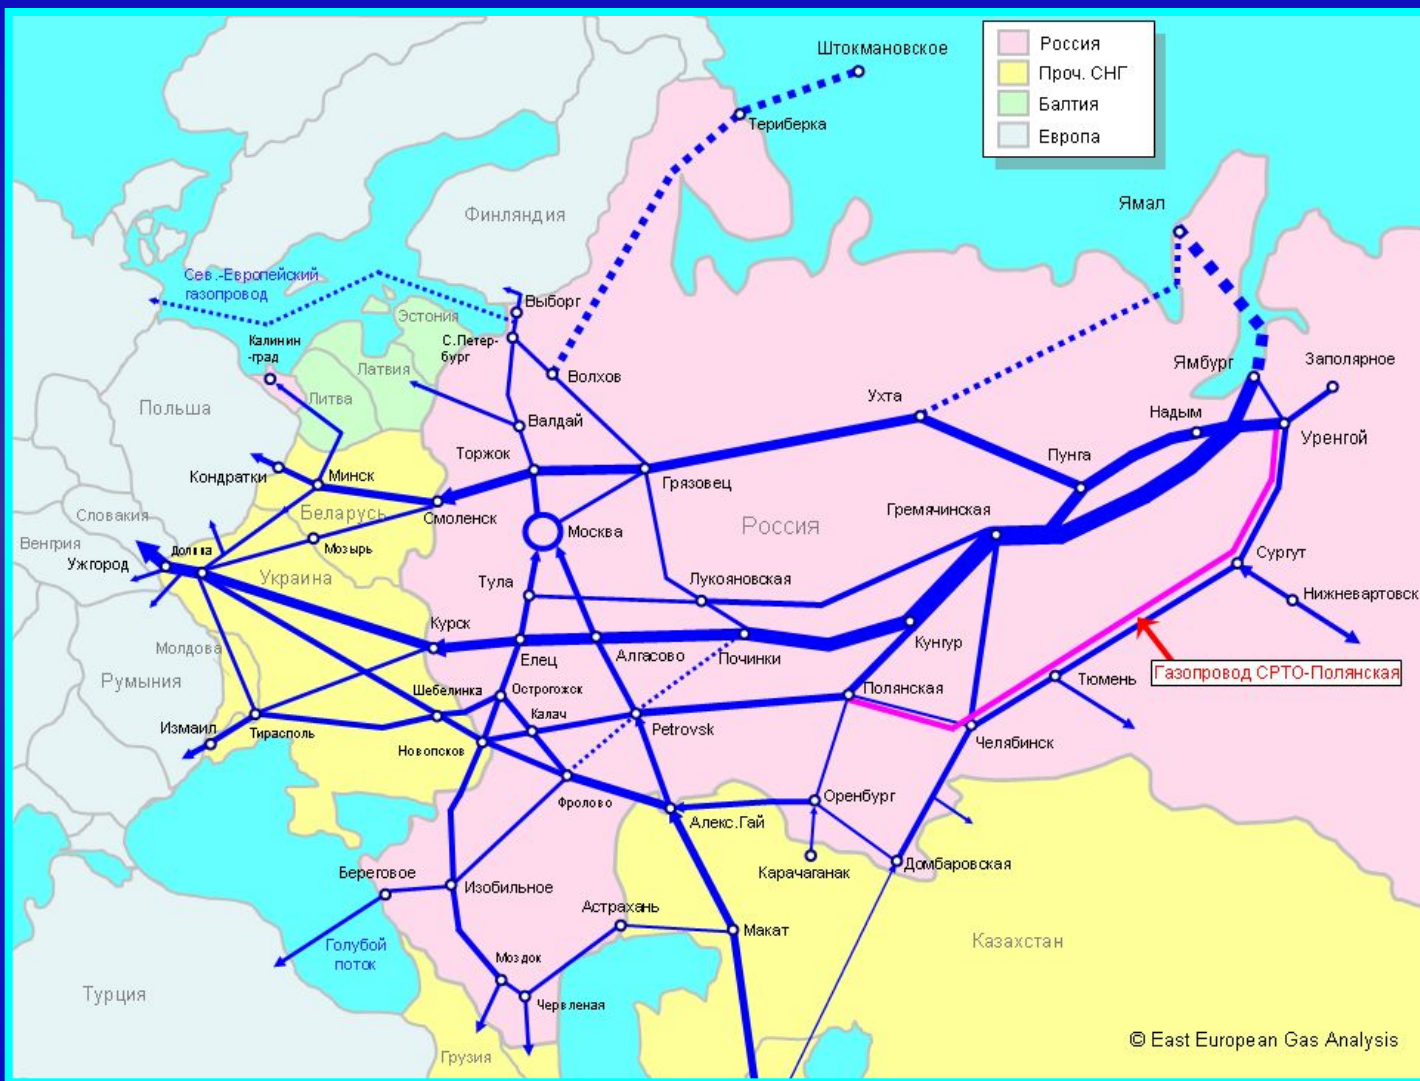 Штокмановское
Россия
Проч. СНГ
Балтия
Европа
Териберка
Ямал
Финляндия
Сев.-Европейский
газопровод
Выборг
Эстония
Калинин
-град
С.Петер-
бург
Латвия
Волхов
Ямбург
Заполярное
Литва
Польша
Ухта
Надым
Валдай
Уренгой
Торжок
Пунга
Кондратки
Минск
Грязовец
Словакия
Беларусь
Смоленск
Россия
Гремячинская
Москва
Венгрия
Долина
Мозырь
Сургут
Ужгород
Украина
Тула
Лукояновская
Нижневартовск
Курск
Молдова
Елец
Алгасово
Починки
Кунгур
Румыния
Газопровод СРТО-Полянская
Тюмень
Шебелинка
Острогожск
Полянская
Измаил
Тирасполь
Калач
Petrovsk
Челябинск
Новопсков
Фролово
Оренбург
Алекс.Гай
Карачаганак
Домбаровская
Береговое
Изобильное
Астрахань
Макат
Казахстан
Голубой
поток
Моздок
Турция
Червленая
Грузия
© East European Gas Analysis